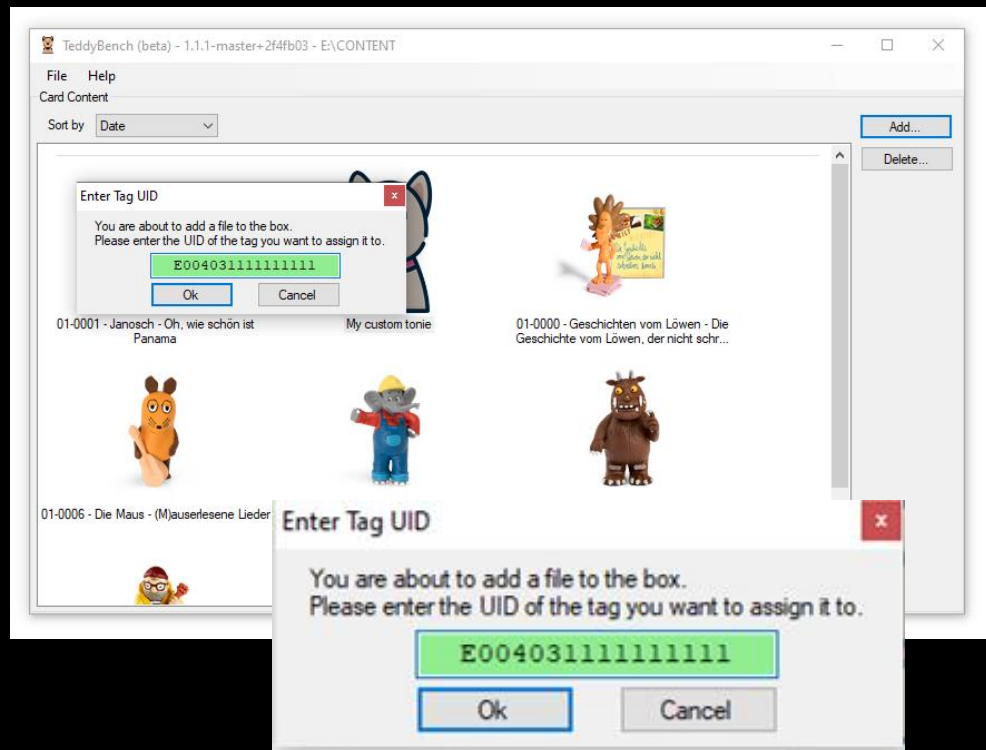 TeddyBench (beta) - 1.1.1-master+2f4fb03 - E:\CONTENT
File Help
Card Content
Sort by Date
Add...
Delete...
Enter Tag UID
You are about to add a file to the box.
Please enter the UID of the tag you want to assign it to.
E004031111111111
Ok Cancel
01-0001 - Janosch - Oh, wie schön ist
Panama
My custom tonie
01-0000 - Geschichten vom Löwen - Die
Geschichte vom Löwen, der nicht schr...
01-0006 - Die Maus - (M)auserlesene Lieder
Enter Tag UID
You are about to add a file to the box.
Please enter the UID of the tag you want to assign it to.
E004031111111111
Ok Cancel